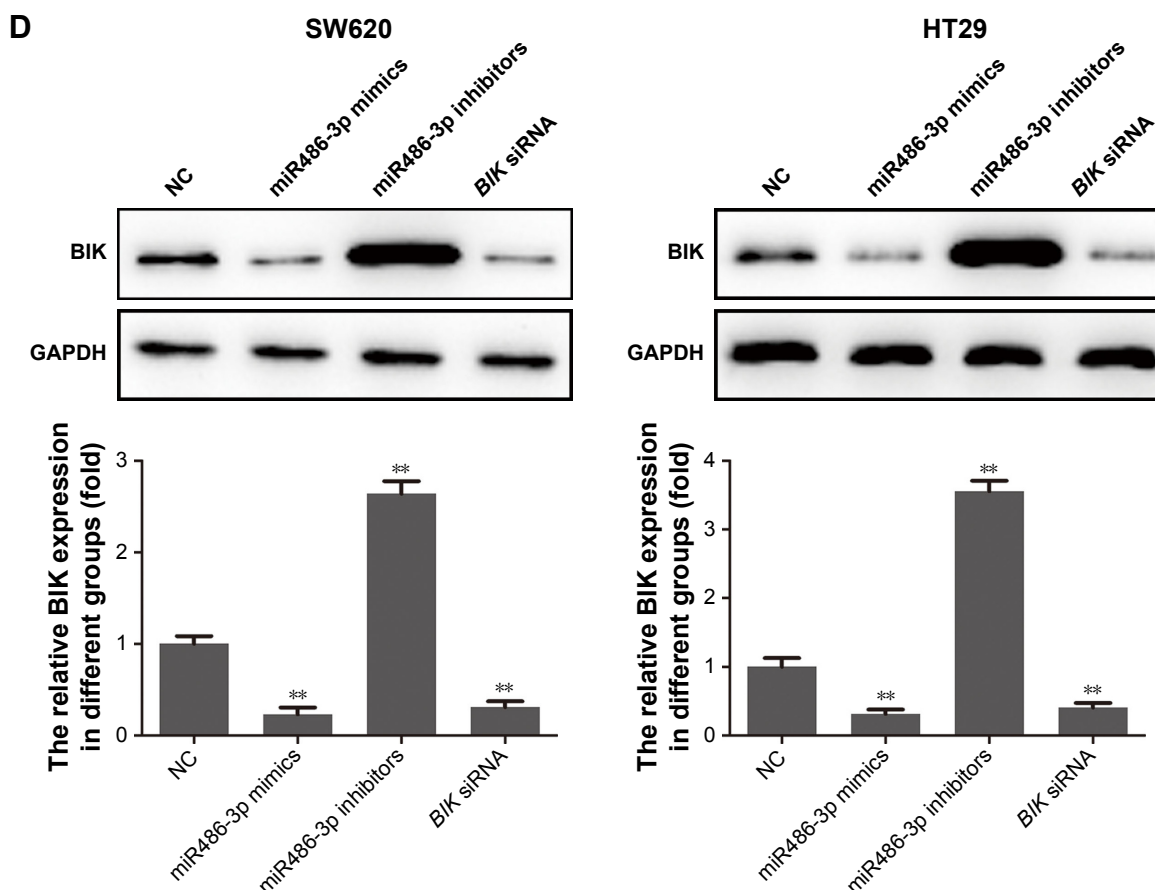 D
SW620
NC
miR486-3p mimics
miR486-3p inhibitors
BIK siRNA
BIK
GAPDH
The relative BIK expression
in different groups (fold)
3
2
1
0
**
**
**
NC
miR486-3p mimics
miR486-3p inhibitors
BIK siRNA
HT29
NC
miR486-3p mimics
miR486-3p inhibitors
BIK siRNA
BIK
GAPDH
The relative BIK expression
in different groups (fold)
4
3
2
1
0
**
**
**
NC
miR486-3p mimics
miR486-3p inhibitors
BIK siRNA